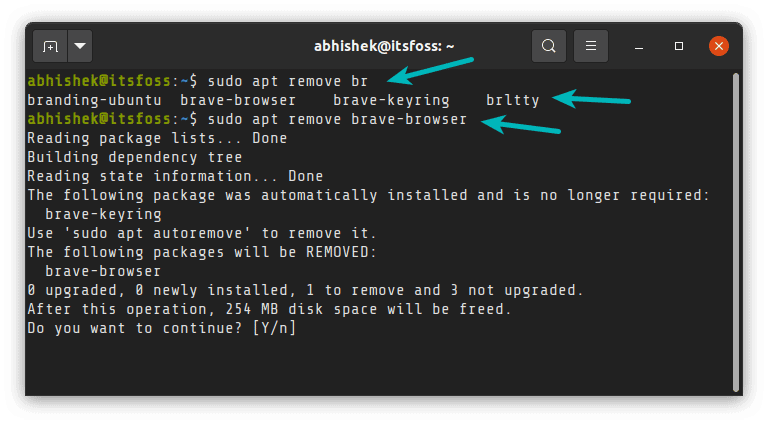 abhishek@itsfoss: ~
abhishek@itsfoss:~$ sudo apt remove br
branding-ubuntu  brave-browser    brave-keyring    brltty
abhishek@itsfoss:~$ sudo apt remove brave-browser
Reading package lists... Done
Building dependency tree
Reading state information... Done
The following package was automatically installed and is no longer required:
  brave-keyring
Use 'sudo apt autoremove' to remove it.
The following packages will be REMOVED:
  brave-browser
0 upgraded, 0 newly installed, 1 to remove and 3 not upgraded.
After this operation, 254 MB disk space will be freed.
Do you want to continue? [Y/n]